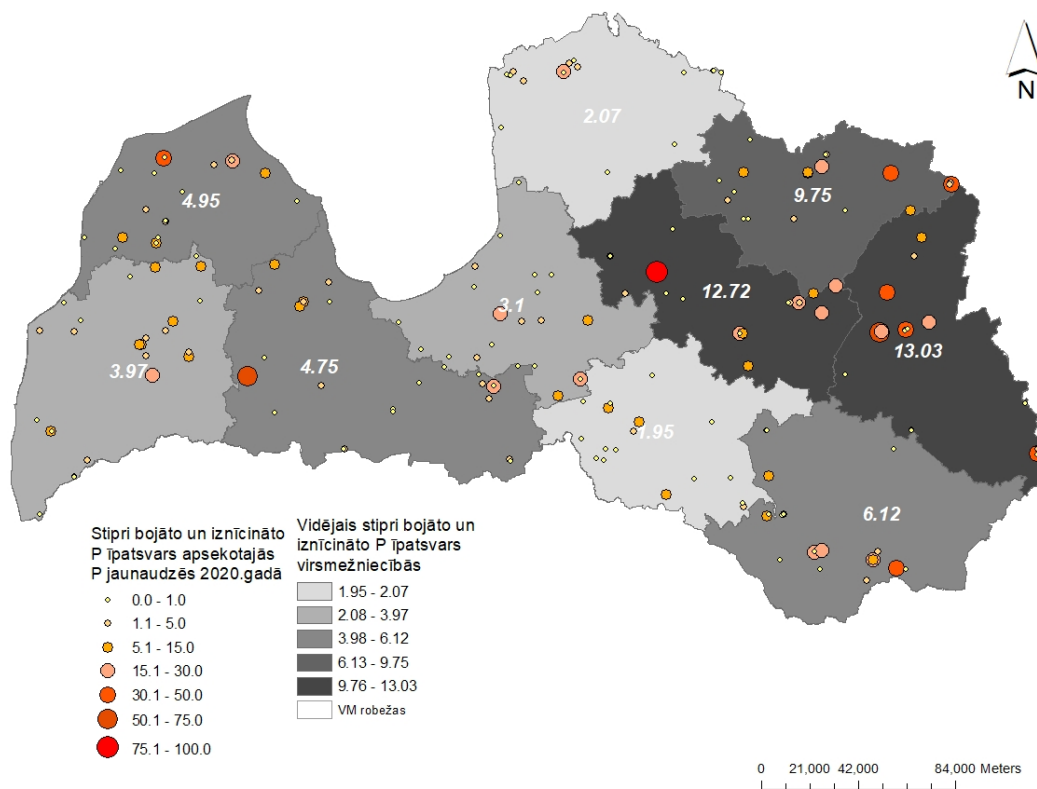 N
2.07
4.95
9.75
3.1
12.72
13.03
3.97
4.75
1.95
6.12
Stipri bojāto un iznīcināto
P īpatsvars apsekotajās
P jaunaudzēs 2020.gadā
0.0 - 1.0
1.1 - 5.0
5.1 - 15.0
15.1 - 30.0
30.1 - 50.0
50.1 - 75.0
75.1 - 100.0
Vidējais stipri bojāto un
iznīcināto P īpatsvars
virsmežniecībās
1.95 - 2.07
2.08 - 3.97
3.98 - 6.12
6.13 - 9.75
9.76 - 13.03
VM robežas
0 21,000 42,000 84,000 Meters